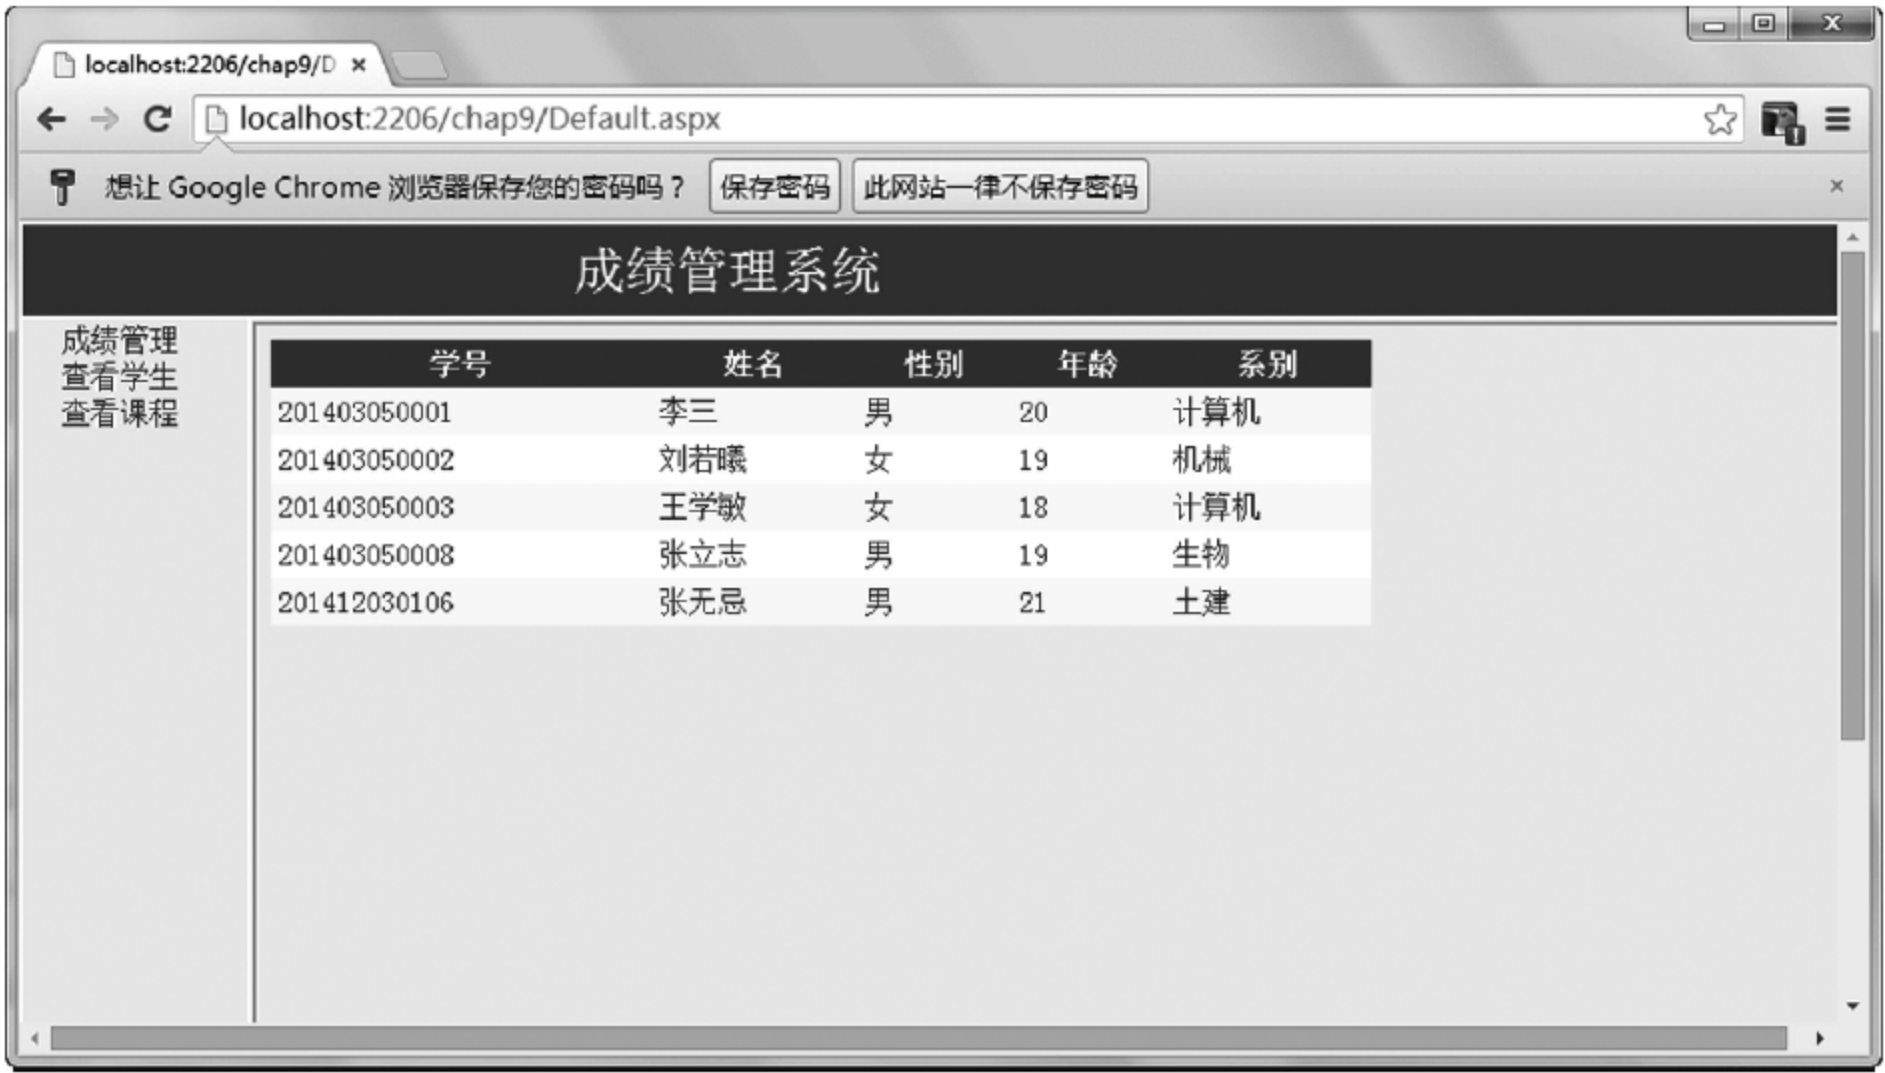 localhost:2206/chap9/D
localhost:2206/chap9/Default.aspx
想让 Google Chrome 浏览器保存您的密码吗？ 保存密码 此网站一律不保存密码
成绩管理系统
成绩管理
查看学生
查看课程
学号 姓名 性别 年龄 系别
201403050001 李三 男 20 计算机
201403050002 刘若曦 女 19 机械
201403050003 王学敏 女 18 计算机
201403050008 张立志 男 19 生物
201412030106 张无忌 男 21 土建